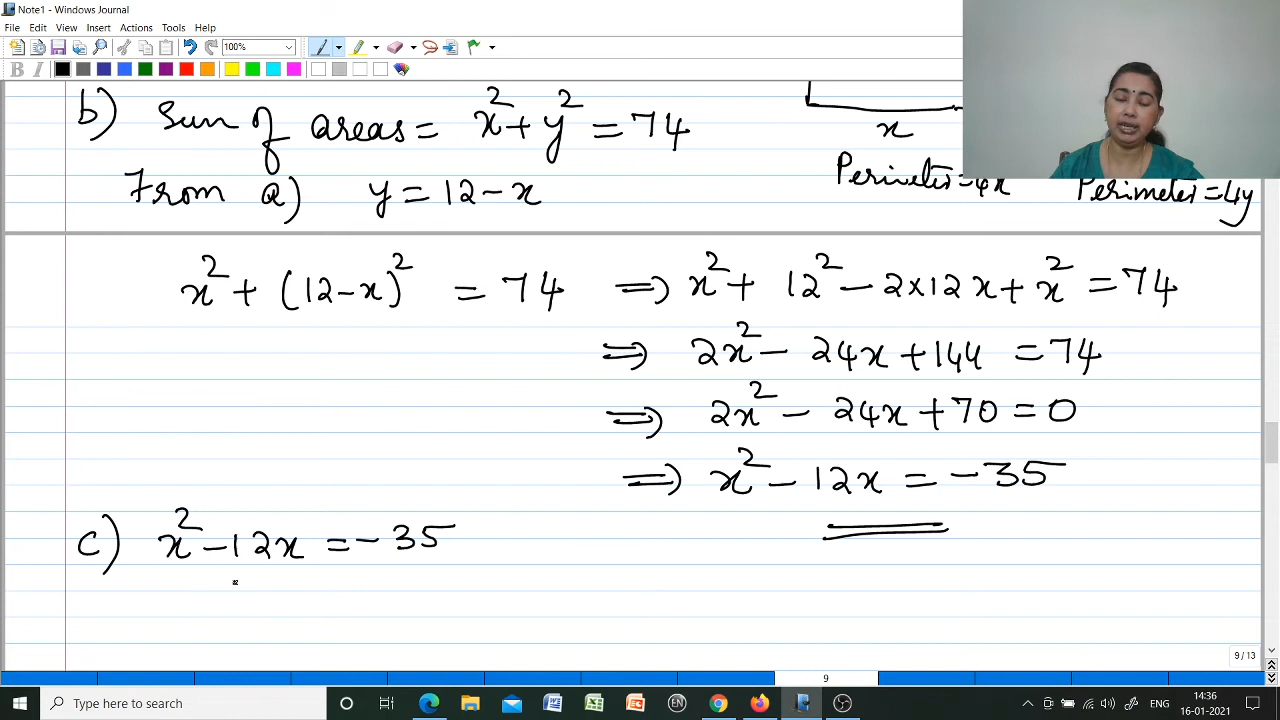 Note1 - Windows Journal
File Edit View Insert Actions Tools Help
100%
B I
b) Sum of areas = x² + y² = 74
x
From a) y = 12 - x
Perimeter = 4x
Perimeter = 4y
x² + (12-x)² = 74 ⟹ x² + 12² - 2×12x + x² = 74
⟹ 2x² - 24x + 144 = 74
⟹ 2x² - 24x + 70 = 0
⟹ x² - 12x = -35
c) x² - 12x = -35
9 / 13
9
Type here to search
ENG
14:36
16-01-2021